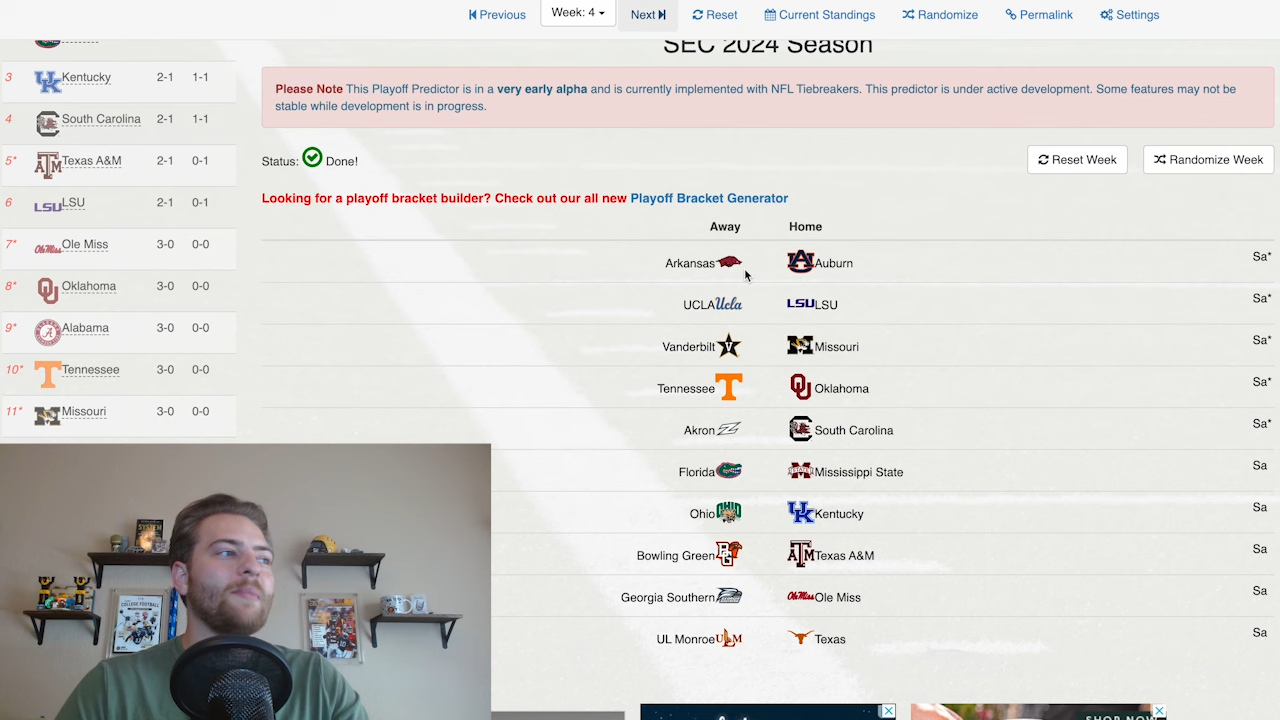 Previous Week: 4 Next Reset Current Standings Randomize Permalink Settings
SEC 2024 Season
3 Kentucky 2-1 1-1
4 South Carolina 2-1 1-1
5* Texas A&M 2-1 0-1
6 LSU 2-1 0-1
7* Ole Miss 3-0 0-0
8* Oklahoma 3-0 0-0
9* Alabama 3-0 0-0
10* Tennessee 3-0 0-0
11* Missouri 3-0 0-0
Please Note This Playoff Predictor is in a very early alpha and is currently implemented with NFL Tiebreakers. This predictor is under active development. Some features may not be
stable while development is in progress.
Status: Done! Reset Week Randomize Week
Looking for a playoff bracket builder? Check out our all new Playoff Bracket Generator
Away Home
Arkansas Auburn Sa*
UCLA Ucla LSU LSU Sa*
Vanderbilt Missouri Sa*
Tennessee Oklahoma Sa*
Akron South Carolina Sa*
Florida Mississippi State Sa
Ohio Kentucky Sa
Bowling Green Texas A&M Sa
Georgia Southern Ole Miss Ole Miss Sa
UL Monroe Texas Sa
COLLEGE FOOTBALL
SHOP NOW